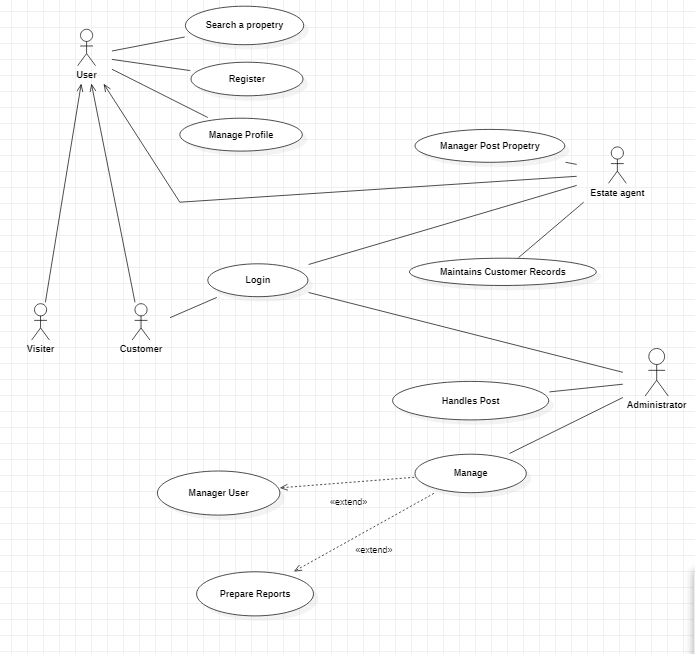 Search a propetry
User
Register
Manage Profile
Manager Post Propetry
Estate agent
Login
Maintains Customer Records
Visiter
Customer
Handles Post
Administrator
Manage
Manager User
«extend»
«extend»
Prepare Reports